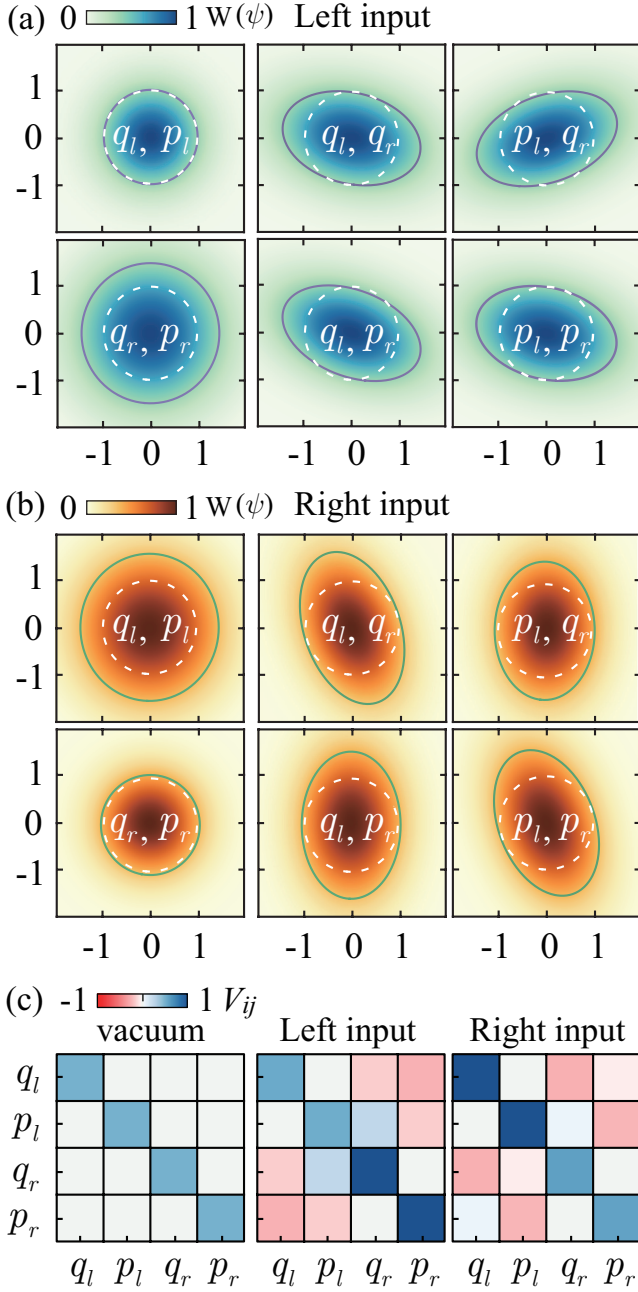 (a) 0 1 W(ψ) Left input
1 0 -1 q_l, p_l q_l, q_r p_l, q_r
1 0 -1 q_r, p_r q_l, p_r p_l, p_r
-1 0 1 -1 0 1 -1 0 1
(b) 0 1 W(ψ) Right input
1 0 -1 q_l, p_l q_l, q_r p_l, q_r
1 0 -1 q_r, p_r q_l, p_r p_l, p_r
-1 0 1 -1 0 1 -1 0 1
(c) -1 1 V_ij
vacuum Left input Right input
q_l
p_l
q_r
p_r
q_l p_l q_r p_r q_l p_l q_r p_r q_l p_l q_r p_r